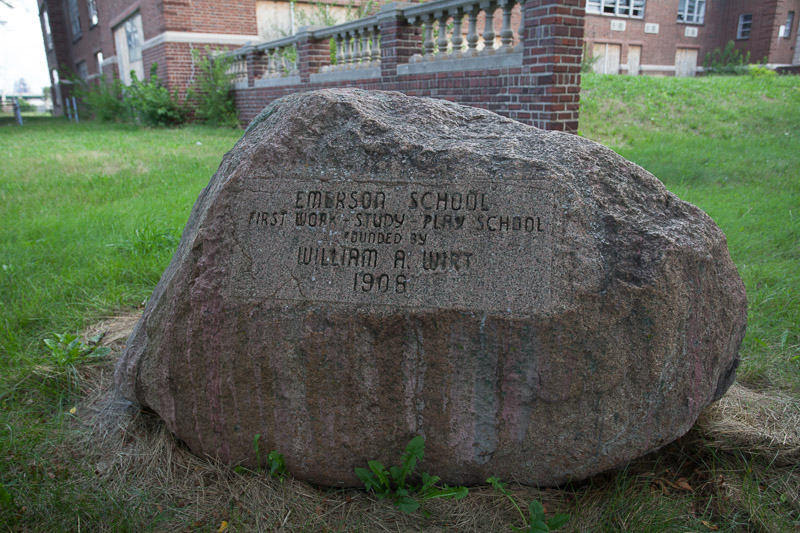 EMERSON SCHOOL
FIRST WORK - STUDY - PLAY SCHOOL
FOUNDED BY
WILLIAM A. WIRT
1908